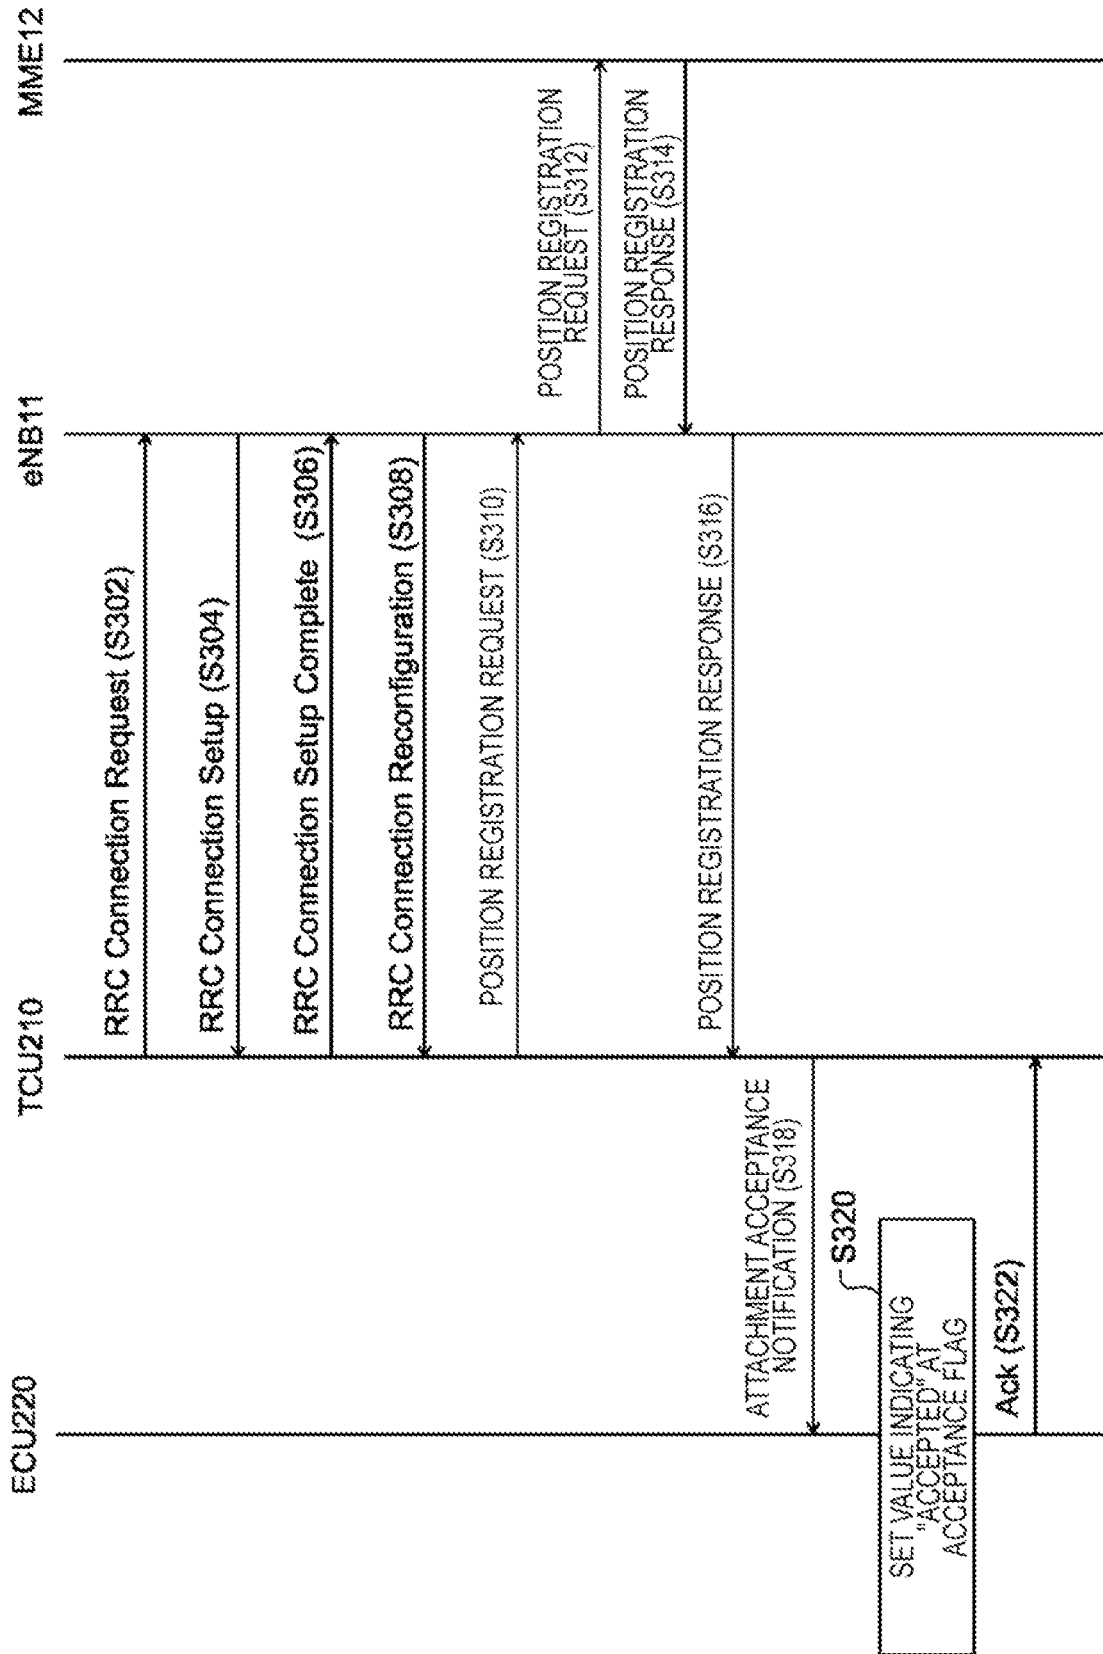 ECU220
TCU210
eNB11
MME12
RRC Connection Request (S302)
RRC Connection Setup (S304)
RRC Connection Setup Complete (S306)
RRC Connection Reconfiguration (S308)
POSITION REGISTRATION REQUEST (S310)
POSITION REGISTRATION
REQUEST (S312)
POSITION REGISTRATION
RESPONSE (S314)
POSITION REGISTRATION RESPONSE (S316)
ATTACHMENT ACCEPTANCE
NOTIFICATION (S318)
S320
SET VALUE INDICATING
"ACCEPTED" AT
ACCEPTANCE FLAG
Ack (S322)